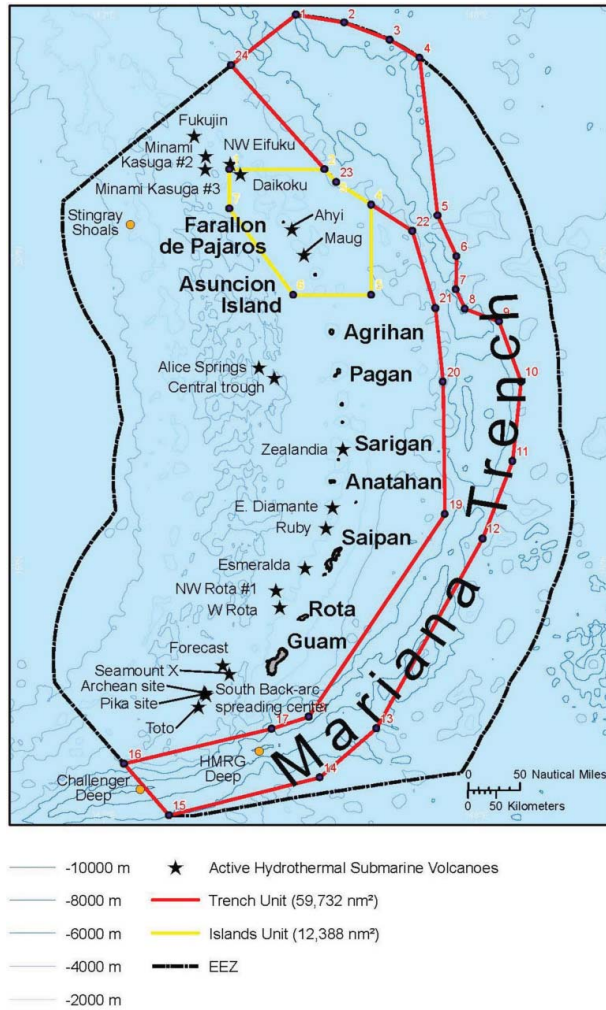 1
2
3
4
24
Fukujin
Minami
Kasuga #2
NW Eifuku
23
Minami Kasuga #3
Daikoku
4
5
Stingray
Shoals
Farallon
de Pajaros
Ahyi
22
Maug
6
Asuncion
Island
7
21
8
9
Agrihan
Alice Springs
Central trough
Pagan
20
10
Zealandia
Sarigan
11
Anatahan
E. Diamante
19
Ruby
Saipan
12
Esmeralda
NW Rota #1
W Rota
Rota
Forecast
Guam
Seamount X
Archean site
Pika site
South Back-arc
spreading center
Toto
17
13
16
HMRG
Deep
Challenger
Deep
14
15
Mariana Trench
0 50 Nautical Miles
0 50 Kilometers
-10000 m
Active Hydrothermal Submarine Volcanoes
-8000 m
Trench Unit (59,732 nm²)
-6000 m
Islands Unit (12,388 nm²)
-4000 m
EEZ
-2000 m